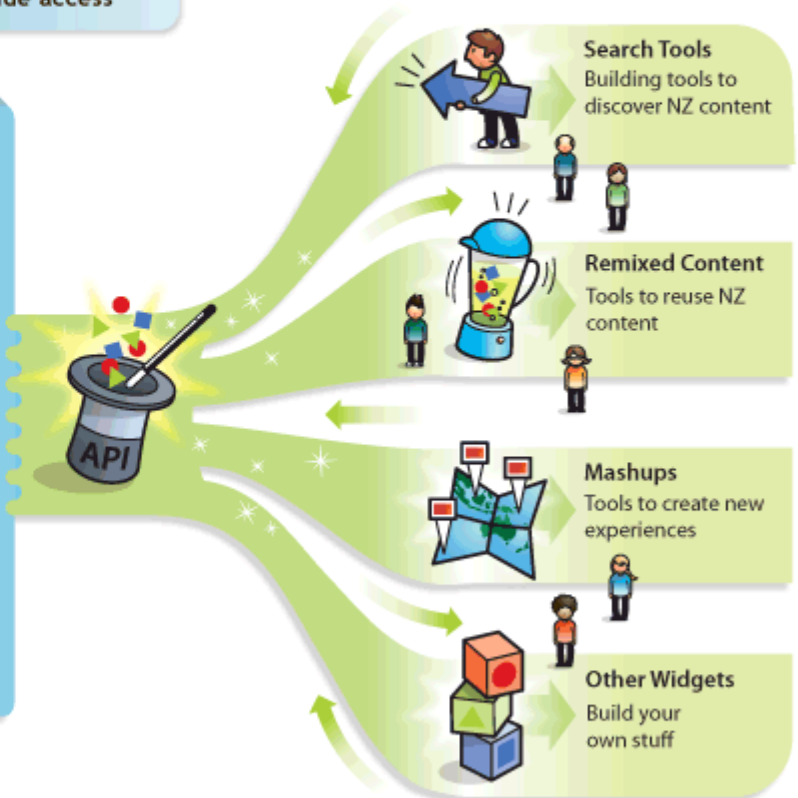 access
API
Search Tools
Building tools to
discover NZ content
Remixed Content
Tools to reuse NZ
content
Mashups
Tools to create new
experiences
Other Widgets
Build your
own stuff